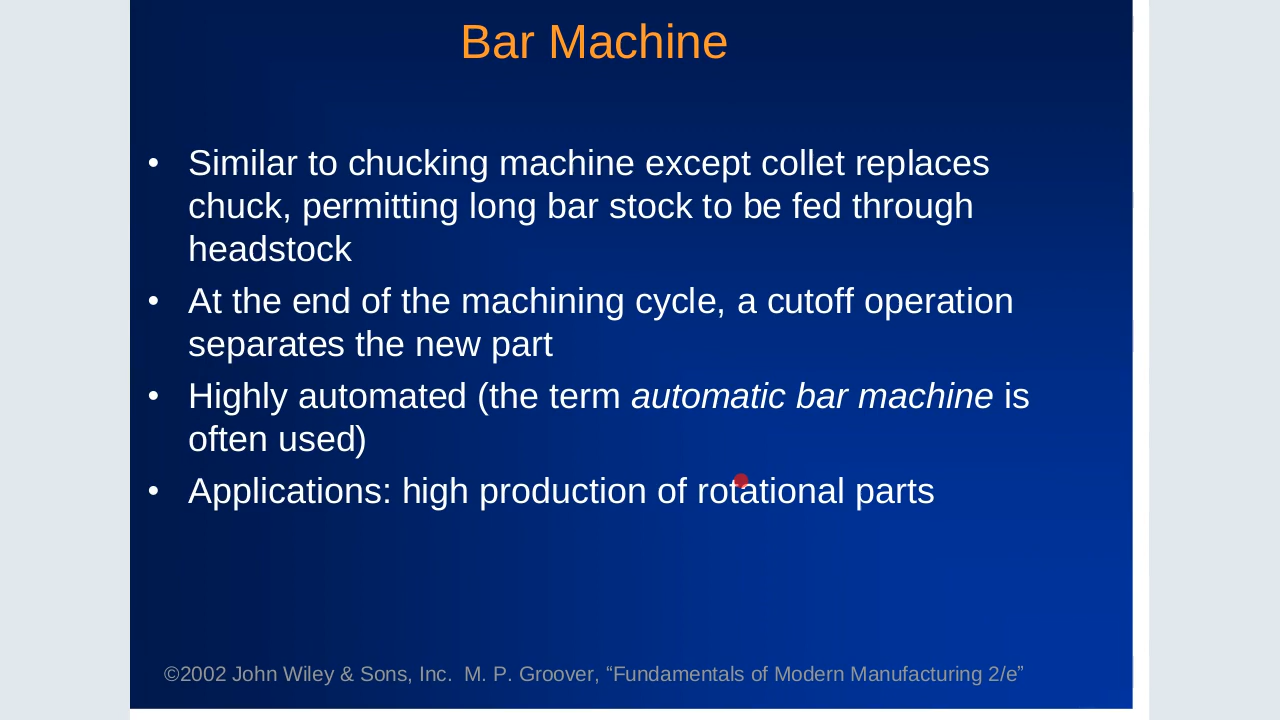 Bar Machine
• Similar to chucking machine except collet replaces
chuck, permitting long bar stock to be fed through
headstock
• At the end of the machining cycle, a cutoff operation
separates the new part
• Highly automated (the term automatic bar machine is
often used)
• Applications: high production of rotational parts
©2002 John Wiley & Sons, Inc.  M. P. Groover, “Fundamentals of Modern Manufacturing 2/e”